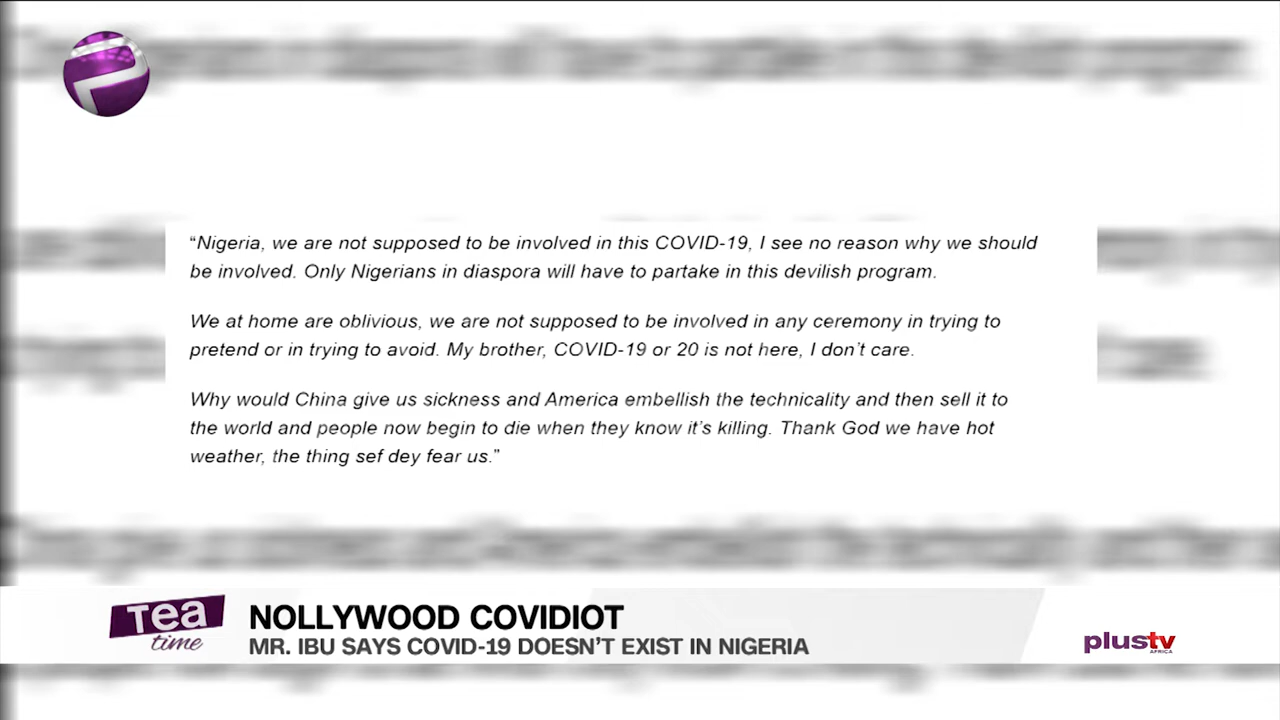 “Nigeria, we are not supposed to be involved in this COVID-19, I see no reason why we should
be involved. Only Nigerians in diaspora will have to partake in this devilish program.
We at home are oblivious, we are not supposed to be involved in any ceremony in trying to
pretend or in trying to avoid. My brother, COVID-19 or 20 is not here, I don’t care.
Why would China give us sickness and America embellish the technicality and then sell it to
the world and people now begin to die when they know it’s killing. Thank God we have hot
weather, the thing sef dey fear us.”
Tea
time
NOLLYWOOD COVIDIOT
MR. IBU SAYS COVID-19 DOESN’T EXIST IN NIGERIA
plustv
AFRICA